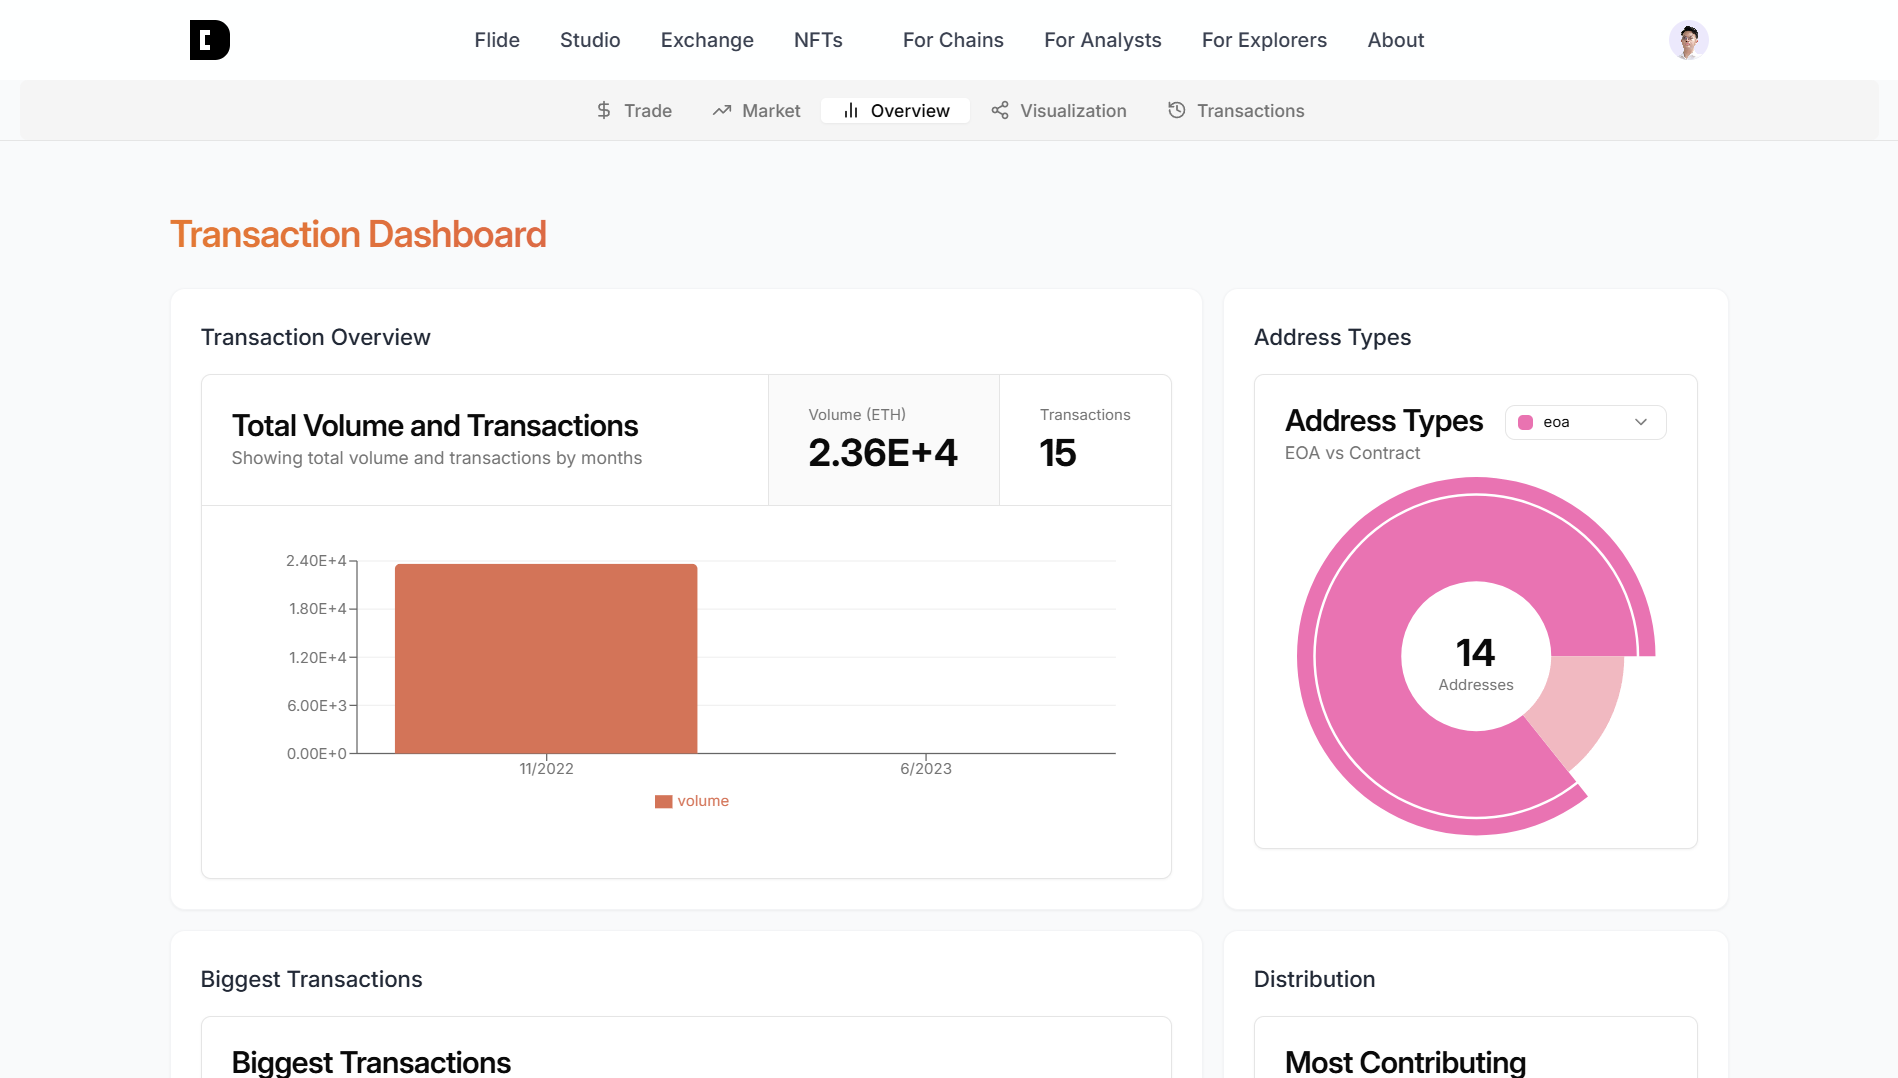 Flide Studio Exchange NFTs For Chains For Analysts For Explorers About
Trade Market Overview Visualization Transactions
Transaction Dashboard
Transaction Overview
Total Volume and Transactions
Showing total volume and transactions by months
Volume (ETH)
2.36E+4
Transactions
15
2.40E+4
1.80E+4
1.20E+4
6.00E+3
0.00E+0
11/2022 6/2023
volume
Address Types
Address Types
eoa
EOA vs Contract
14
Addresses
Biggest Transactions
Biggest Transactions
Distribution
Most Contributing